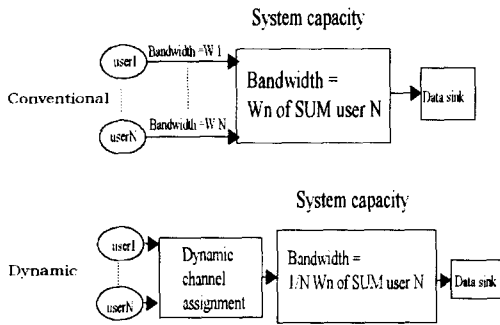 System capacity
user1
Bandwidth =W 1
Bandwidth =
Wn of SUM user N
Data sink
Conventional
userN
Bandwidth =W N
System capacity
user1
Dynamic
channel
assignment
Bandwidth =
1/N Wn of SUM user N
Data sink
Dynamic
userN